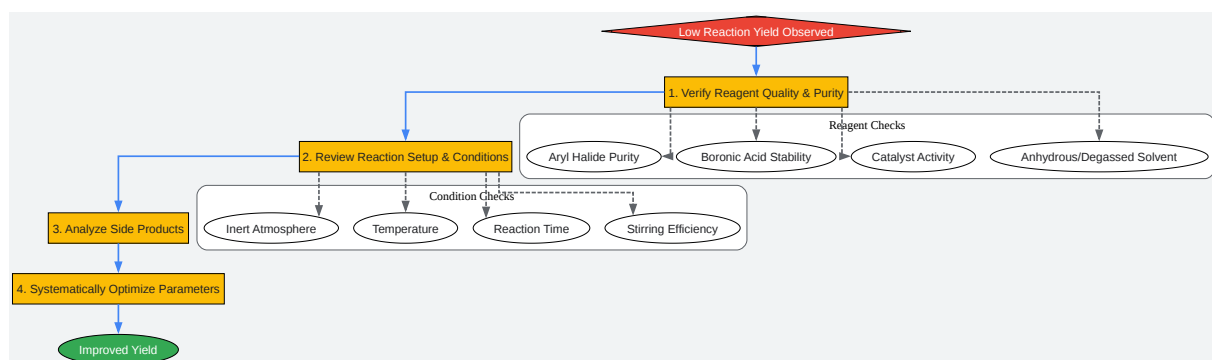 Low Reaction Yield Observed
1. Verify Reagent Quality & Purity
Reagent Checks
Aryl Halide Purity
Boronic Acid Stability
Catalyst Activity
Anhydrous/Degassed Solvent
2. Review Reaction Setup & Conditions
Condition Checks
Inert Atmosphere
Temperature
Reaction Time
Stirring Efficiency
3. Analyze Side Products
4. Systematically Optimize Parameters
Improved Yield